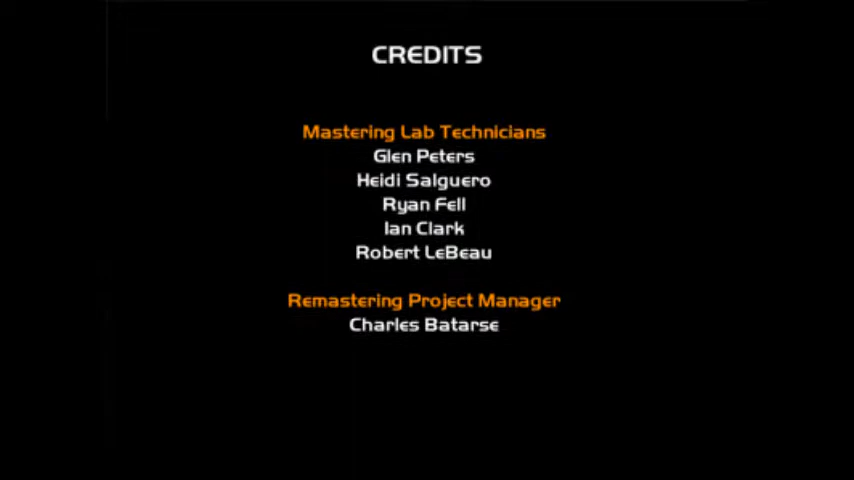 CREDITS
Mastering Lab Technicians
Glen Peters
Heidi Salguero
Ryan Fell
Ian Clark
Robert LeBeau
Remastering Project Manager
Charles Batarse